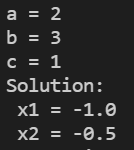 a = 2
b = 3
c = 1
Solution:
 x1 = -1.0
 x2 = -0.5